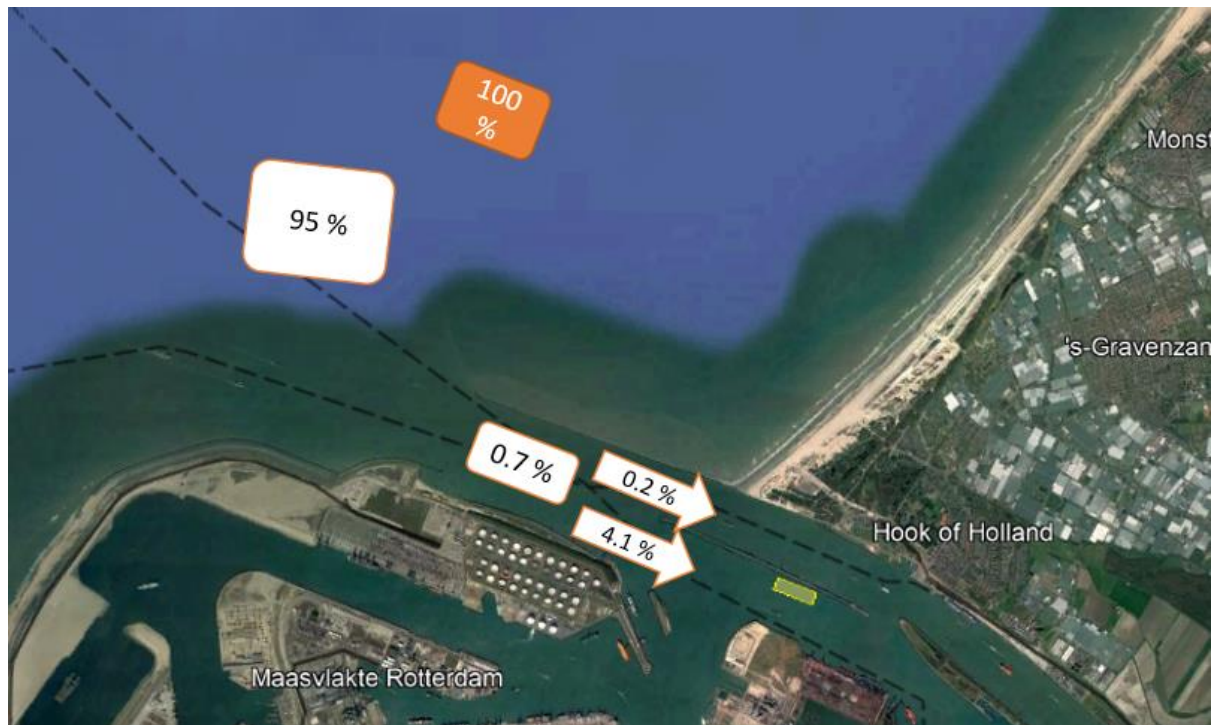 100
%
Monst
95 %
's-Gravenzan
0.7 %
0.2 %
4.1 %
Hook of Holland
Maasvlakte Rotterdam